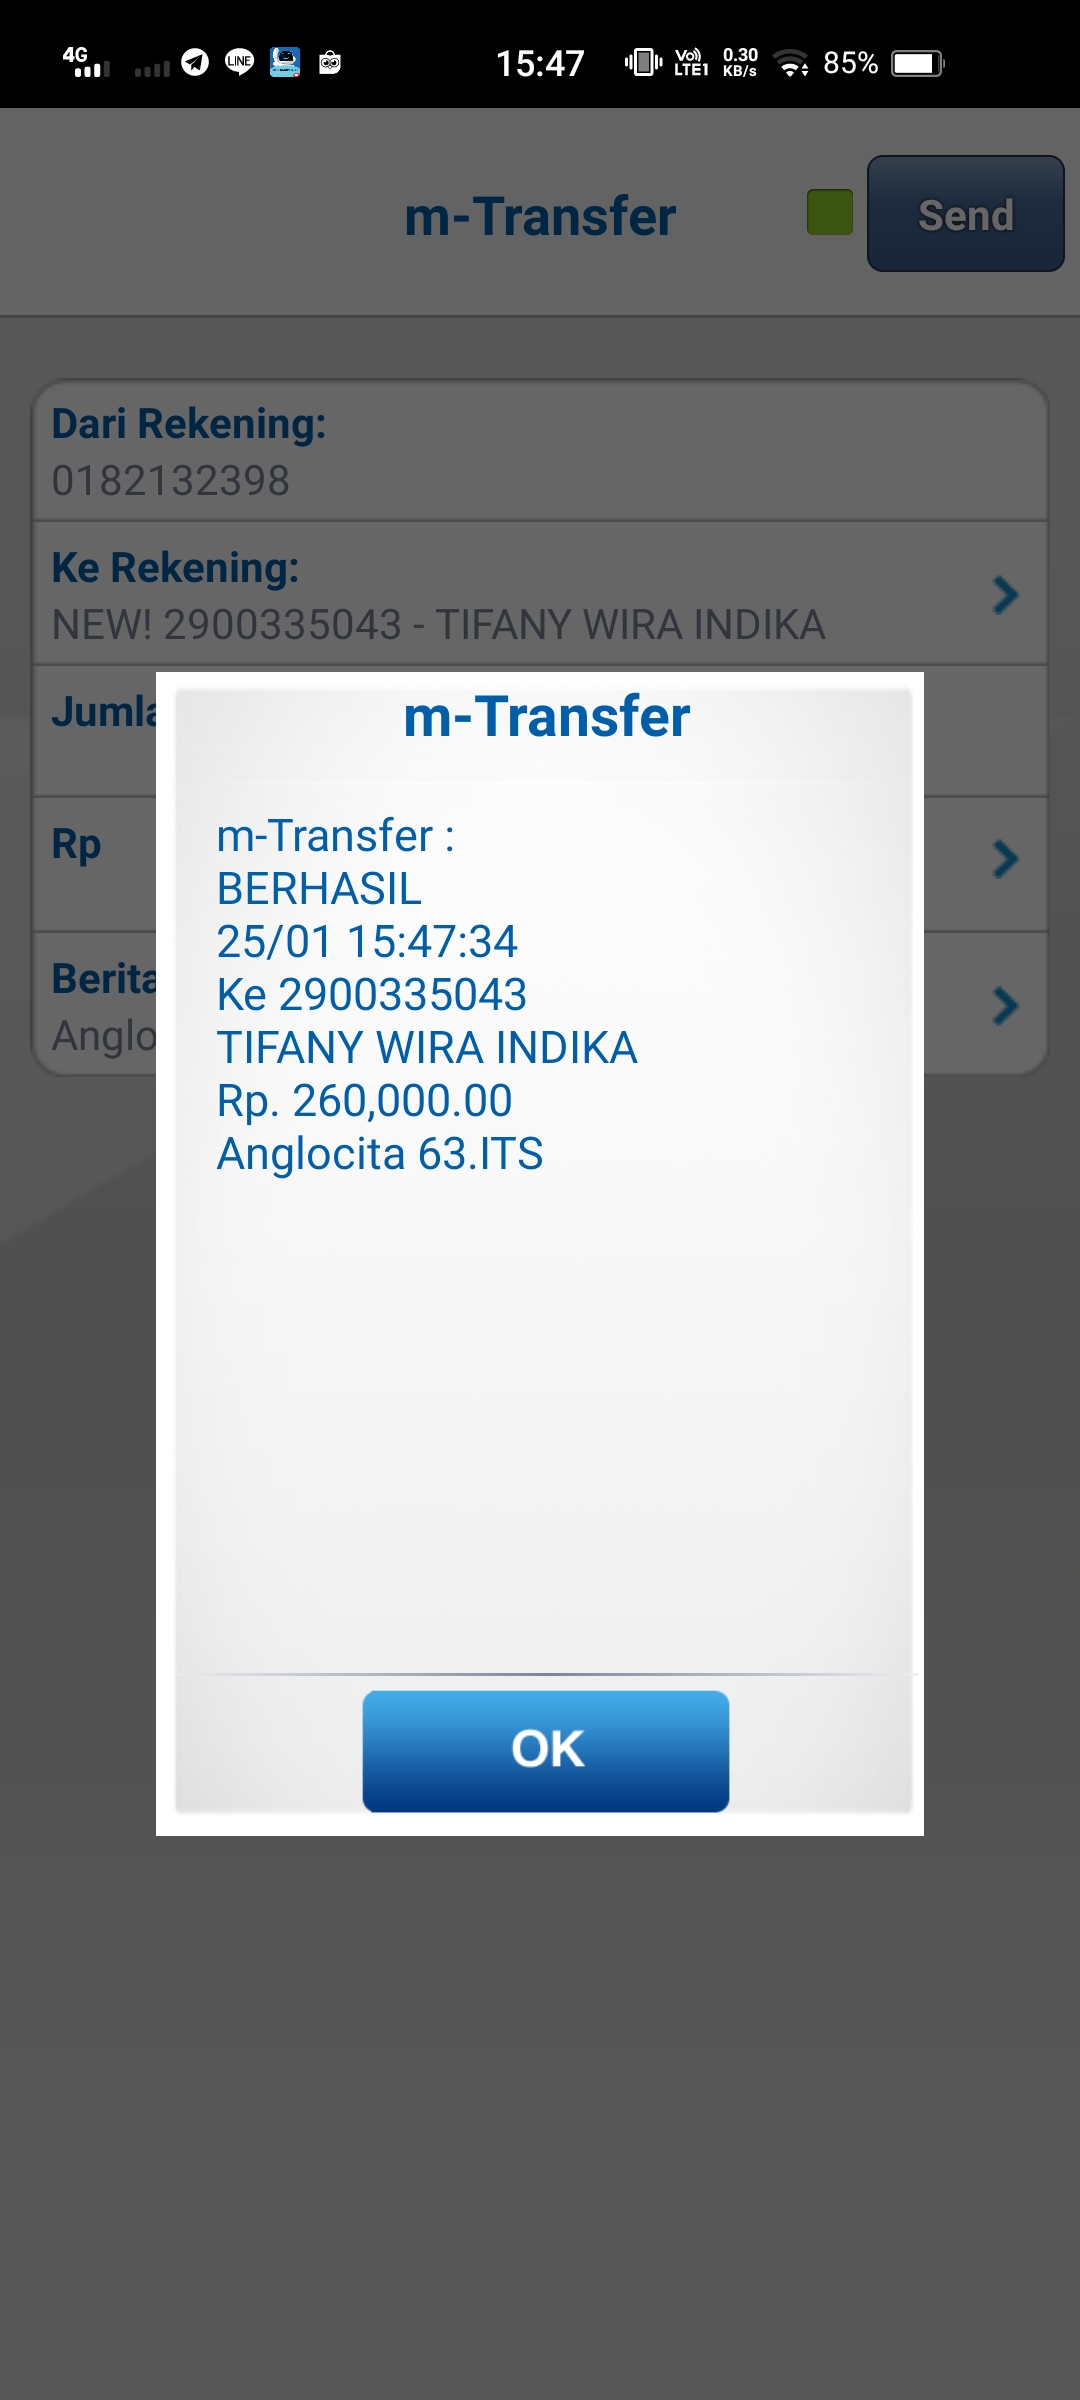 4G
LINE
15:47
Vo)) 1
LTE1
0.30
KB/s
85%
m-Transfer
Send
Dari Rekening:
0182132398
Ke Rekening:
NEW! 2900335043 - TIFANY WIRA INDIKA
Jumla
Rp
Berita
Anglo
m-Transfer
m-Transfer :
BERHASIL
25/01 15:47:34
Ke 2900335043
TIFANY WIRA INDIKA
Rp. 260,000.00
Anglocita 63.ITS
OK